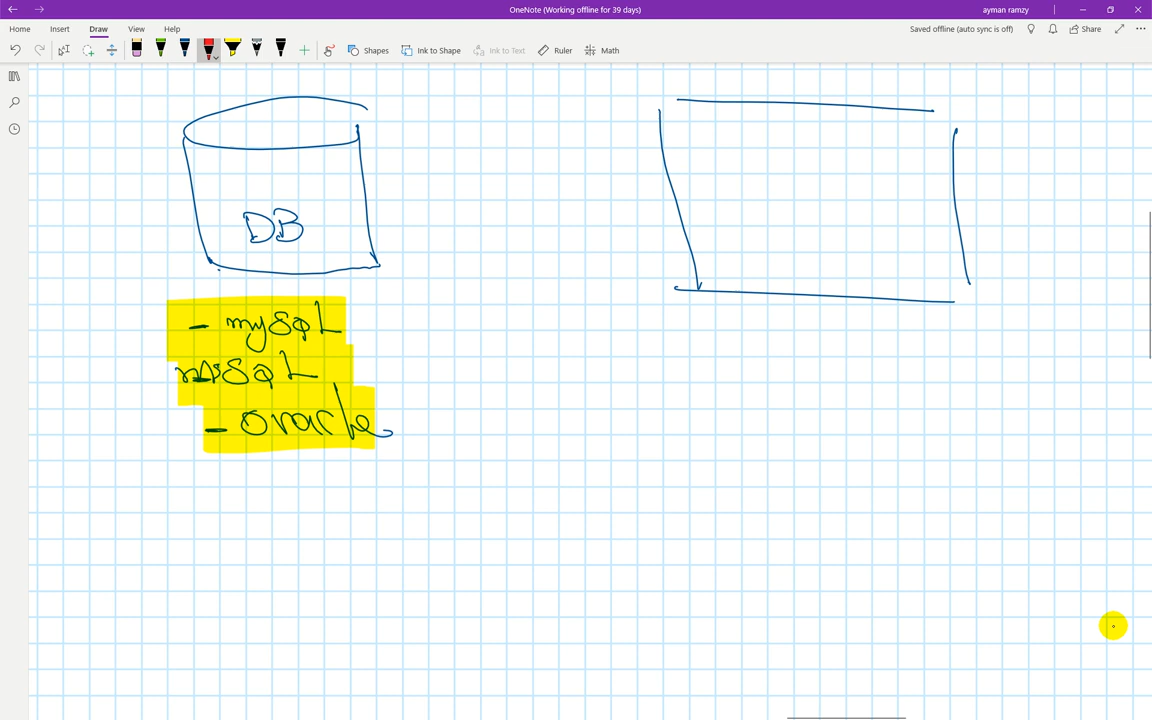 OneNote (Working offline for 39 days)
ayman ramzy
Home Insert Draw View Help
Saved offline (auto sync is off)
Share
Shapes Ink to Shape Ink to Text Ruler Math
DB
- mySQL
MSSQL
- oracle